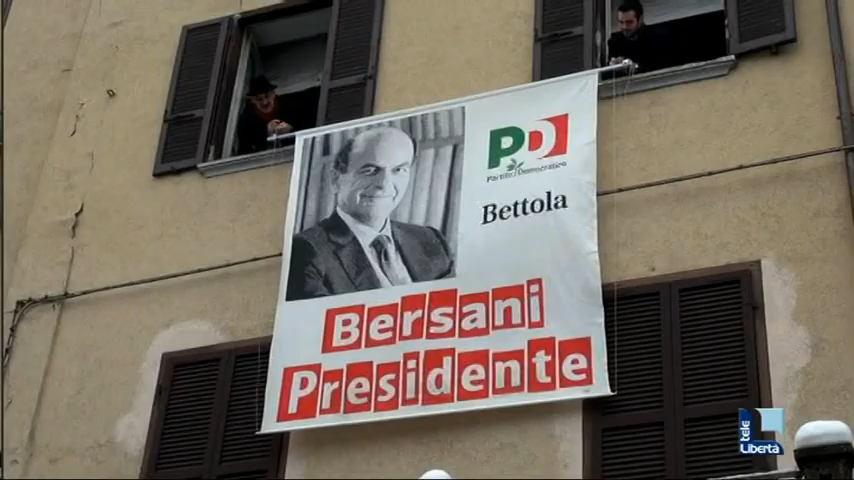 PD
Partito Democratico
Bettola
Bersani
Presidente
tele
Libertà